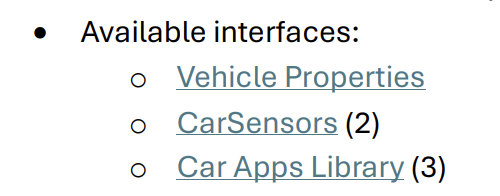 • Available interfaces:
o Vehicle Properties
o CarSensors (2)
o Car Apps Library (3)